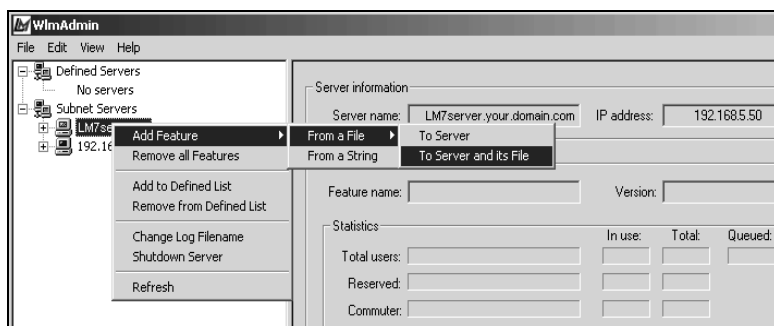 WlmAdmin
File Edit View Help
Defined Servers
No servers
Subnet Servers
Add Feature
Remove all Features
Add to Defined List
Remove from Defined List
Change Log Filename
Shutdown Server
Refresh
From a File
From a String
To Server
To Server and its File
Server information
Server name: LM7server.your.domain.com IP address: 192.168.5.50
Feature name: Version:
Statistics
In use: Total: Queued:
Total users:
Reserved:
Commuter: